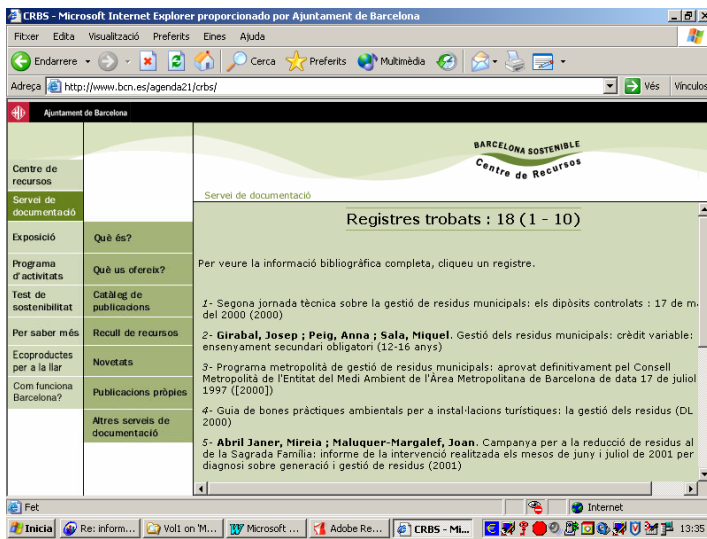 CRBS - Microsoft Internet Explorer proporcionado por Ajuntament de Barcelona
Fitxer Edita Visualització Preferits Eines Ajuda
Endarrere Cerca Preferits Multimèdia
Adreça http://www.bcn.es/agenda21/crbs/ Vés Vínculos
Ajuntament de Barcelona
BARCELONA SOSTENIBLE
Centre de Recursos
Centre de
recursos
Servei de
documentació
Exposició
Programa
d'activitats
Test de
sostenibilitat
Per saber més
Ecoproductes
per a la llar
Com funciona
Barcelona?
Què és?
Què us ofereix?
Catàleg de
publicacions
Recull de recursos
Novetats
Publicacions pròpies
Altres serveis de
documentació
Servei de documentació
Registres trobats : 18 (1 - 10)
Per veure la informació bibliogràfica completa, cliqueu un registre.
1- Segona jornada tècnica sobre la gestió de residus municipals: els dipòsits controlats : 17 de m
del 2000 (2000)
2- Girabal, Josep ; Peig, Anna ; Sala, Miquel. Gestió dels residus municipals: crèdit variable:
ensenyament secundari obligatori (12-16 anys)
3- Programa metropolità de gestió de residus municipals: aprovat definitivament pel Consell
Metropolità de l'Entitat del Medi Ambient de l'Àrea Metropolitana de Barcelona de data 17 de juliol
1997 ([2000])
4- Guia de bones pràctiques ambientals per a instal·lacions turístiques: la gestió dels residus (DL
2000)
5- Abril Janer, Mireia ; Maluquer-Margalef, Joan. Campanya per a la reducció de residus al
de la Sagrada Família: informe de la intervenció realitzada els mesos de juny i juliol de 2001 per
diagnosi sobre generació i gestió de residus (2001)
Fet Internet
Inicia Re: inform... Vol1 on 'M... Microsoft ... Adobe Re... CRBS - Mi... 13:35